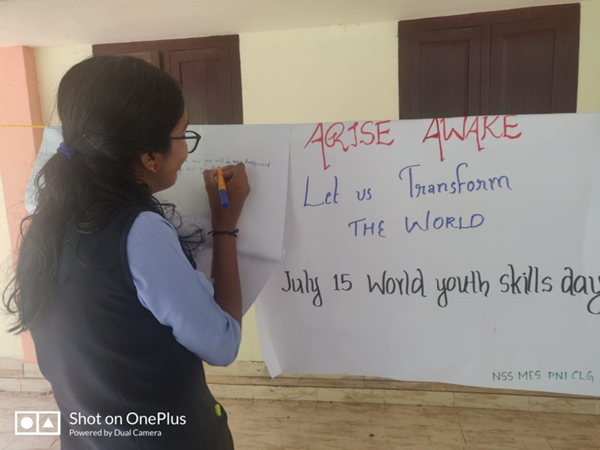 ARISE AWAKE
Let us Transform
THE WORLD
July 15 World youth skills day
NSS MES PNI CLG
Shot on OnePlus
Powered by Dual Camera